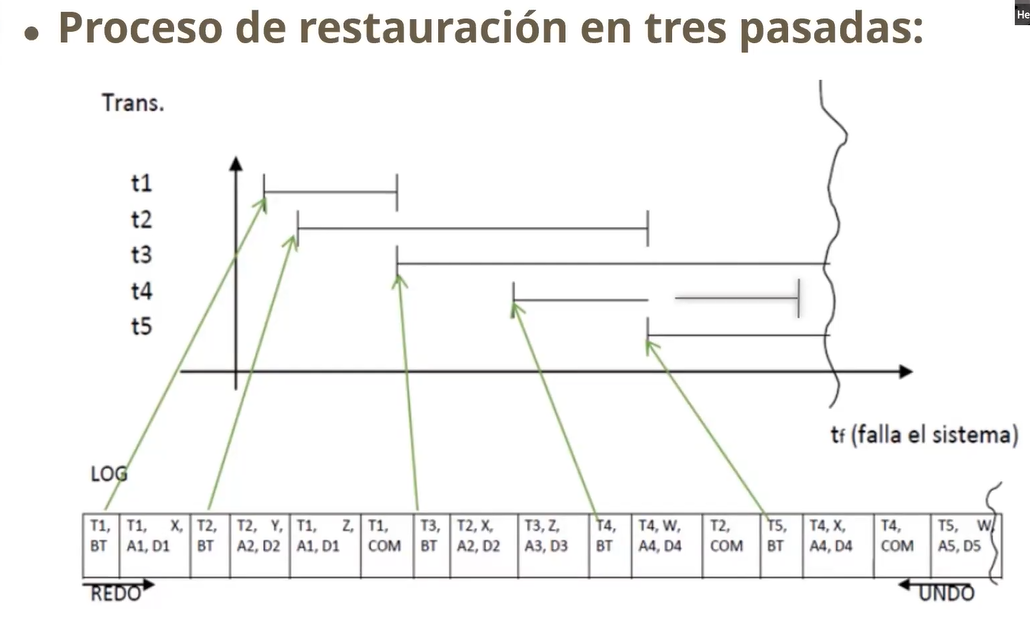 He
• Proceso de restauración en tres pasadas:
Trans.
t1
t2
t3
t4
t5
tf (falla el sistema)
LOG
T1, BT
T1, X, A1, D1
T2, BT
T2, Y, A2, D2
T1, Z, A1, D1
T1, COM
T3, BT
T2, X, A2, D2
T3, Z, A3, D3
T4, BT
T4, W, A4, D4
T2, COM
T5, BT
T4, X, A4, D4
T4, COM
T5, W, A5, D5
REDO
UNDO